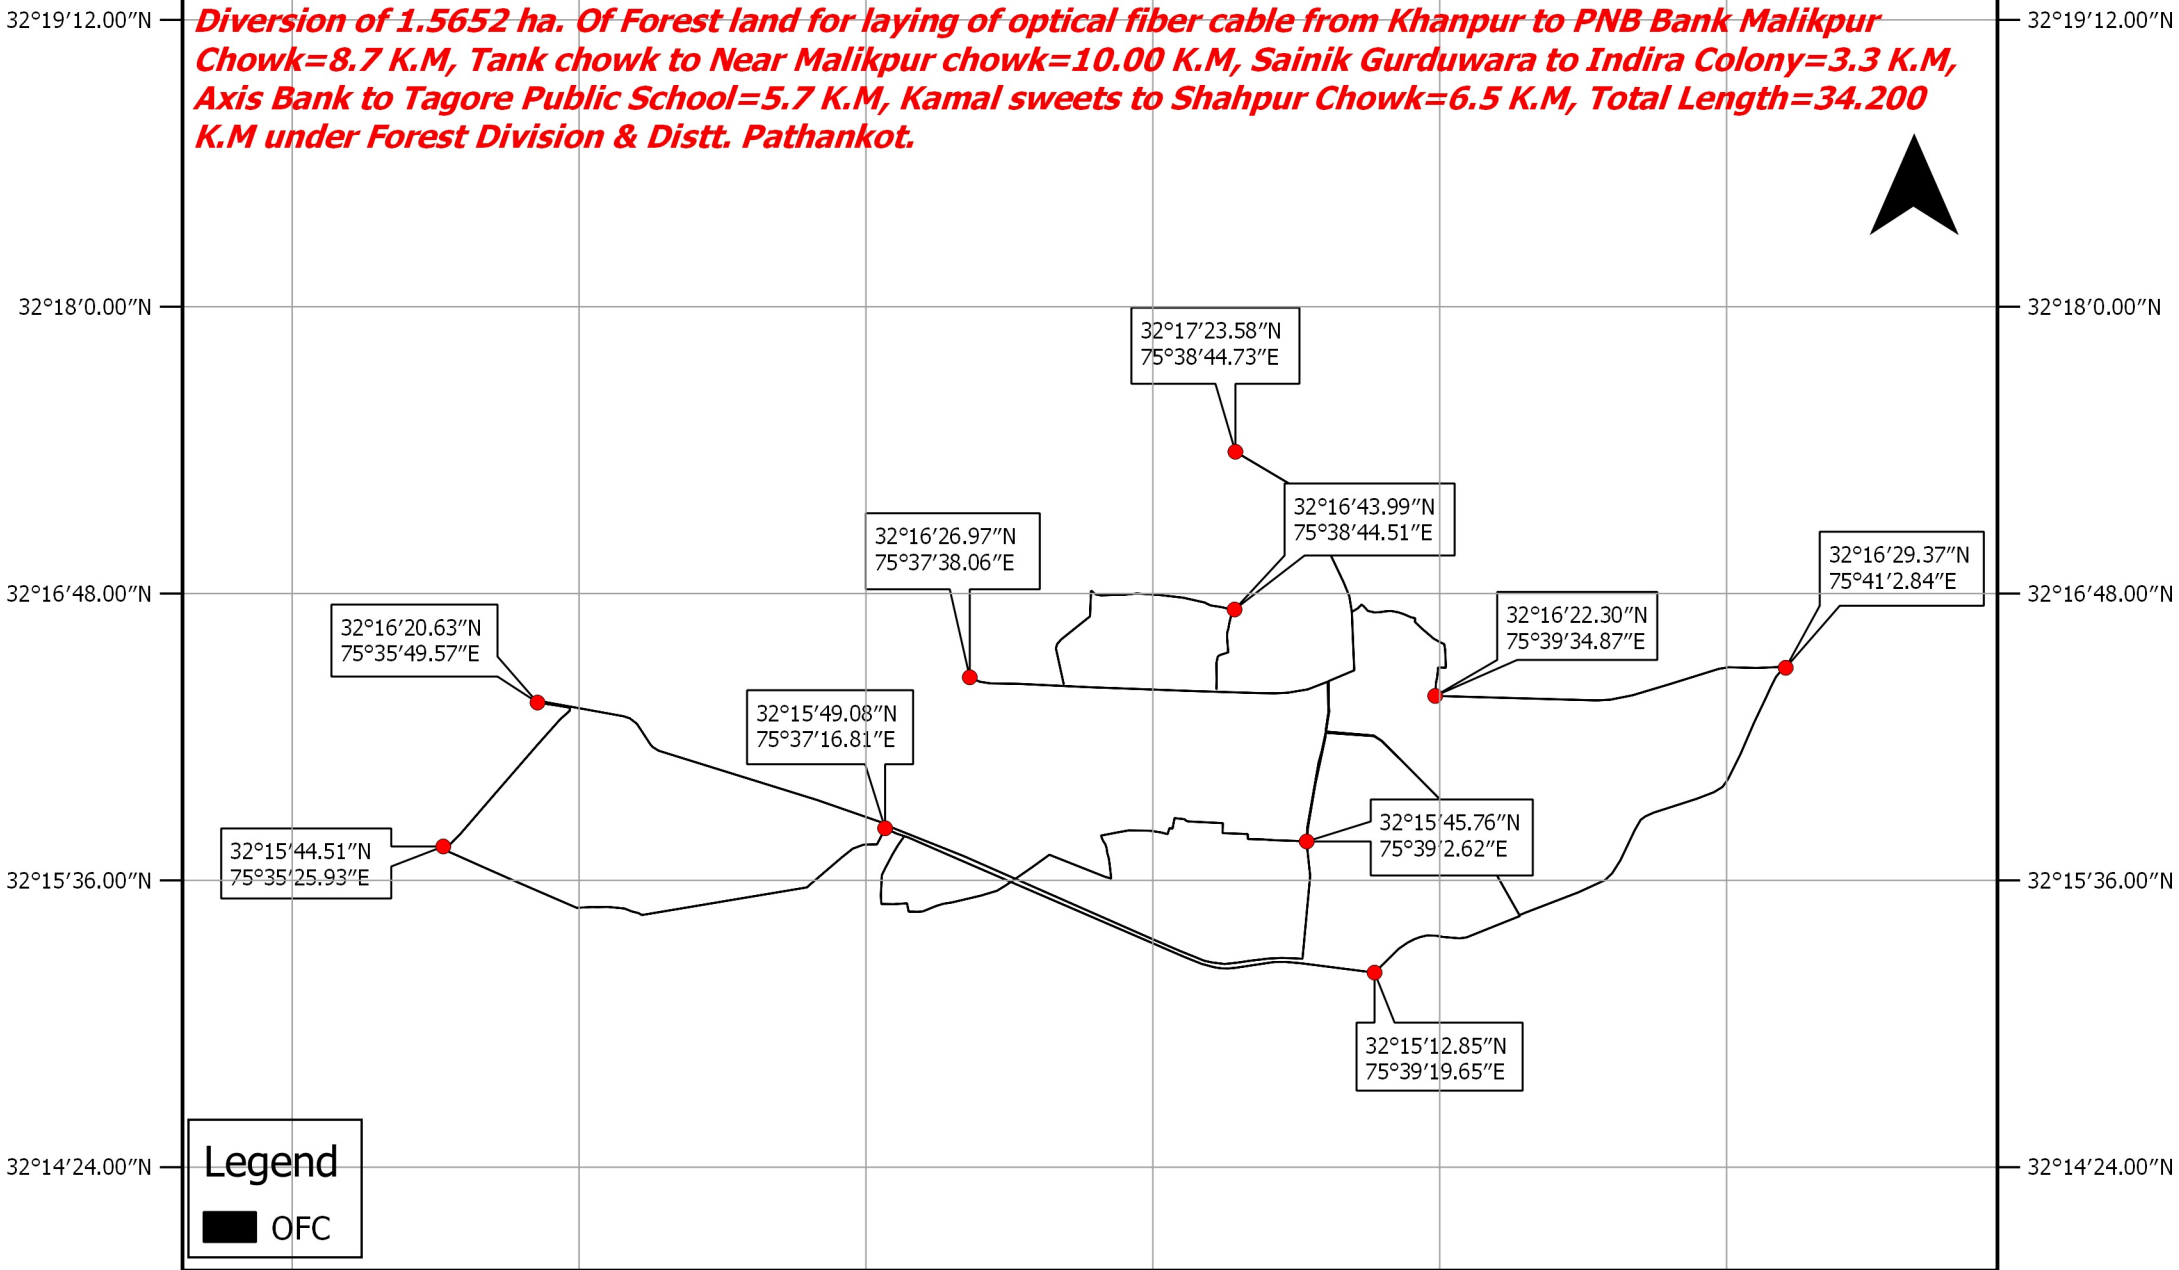 Diversion of 1.5652 ha. Of Forest land for laying of optical fiber cable from Khanpur to PNB Bank Malikpur
Chowk=8.7 K.M, Tank chowk to Near Malikpur chowk=10.00 K.M, Sainik Gurduwara to Indira Colony=3.3 K.M,
Axis Bank to Tagore Public School=5.7 K.M, Kamal sweets to Shahpur Chowk=6.5 K.M, Total Length=34.200
K.M under Forest Division & Distt. Pathankot.
32°19′12.00″N
32°19′12.00″N
32°18′0.00″N
32°18′0.00″N
32°17′23.58″N
75°38′44.73″E
32°16′43.99″N
75°38′44.51″E
32°16′26.97″N
75°37′38.06″E
32°16′29.37″N
75°41′2.84″E
32°16′48.00″N
32°16′48.00″N
32°16′22.30″N
75°39′34.87″E
32°16′20.63″N
75°35′49.57″E
32°15′49.08″N
75°37′16.81″E
32°15′45.76″N
75°39′2.62″E
32°15′44.51″N
75°35′25.93″E
32°15′36.00″N
32°15′36.00″N
32°15′12.85″N
75°39′19.65″E
32°14′24.00″N
32°14′24.00″N
Legend
OFC